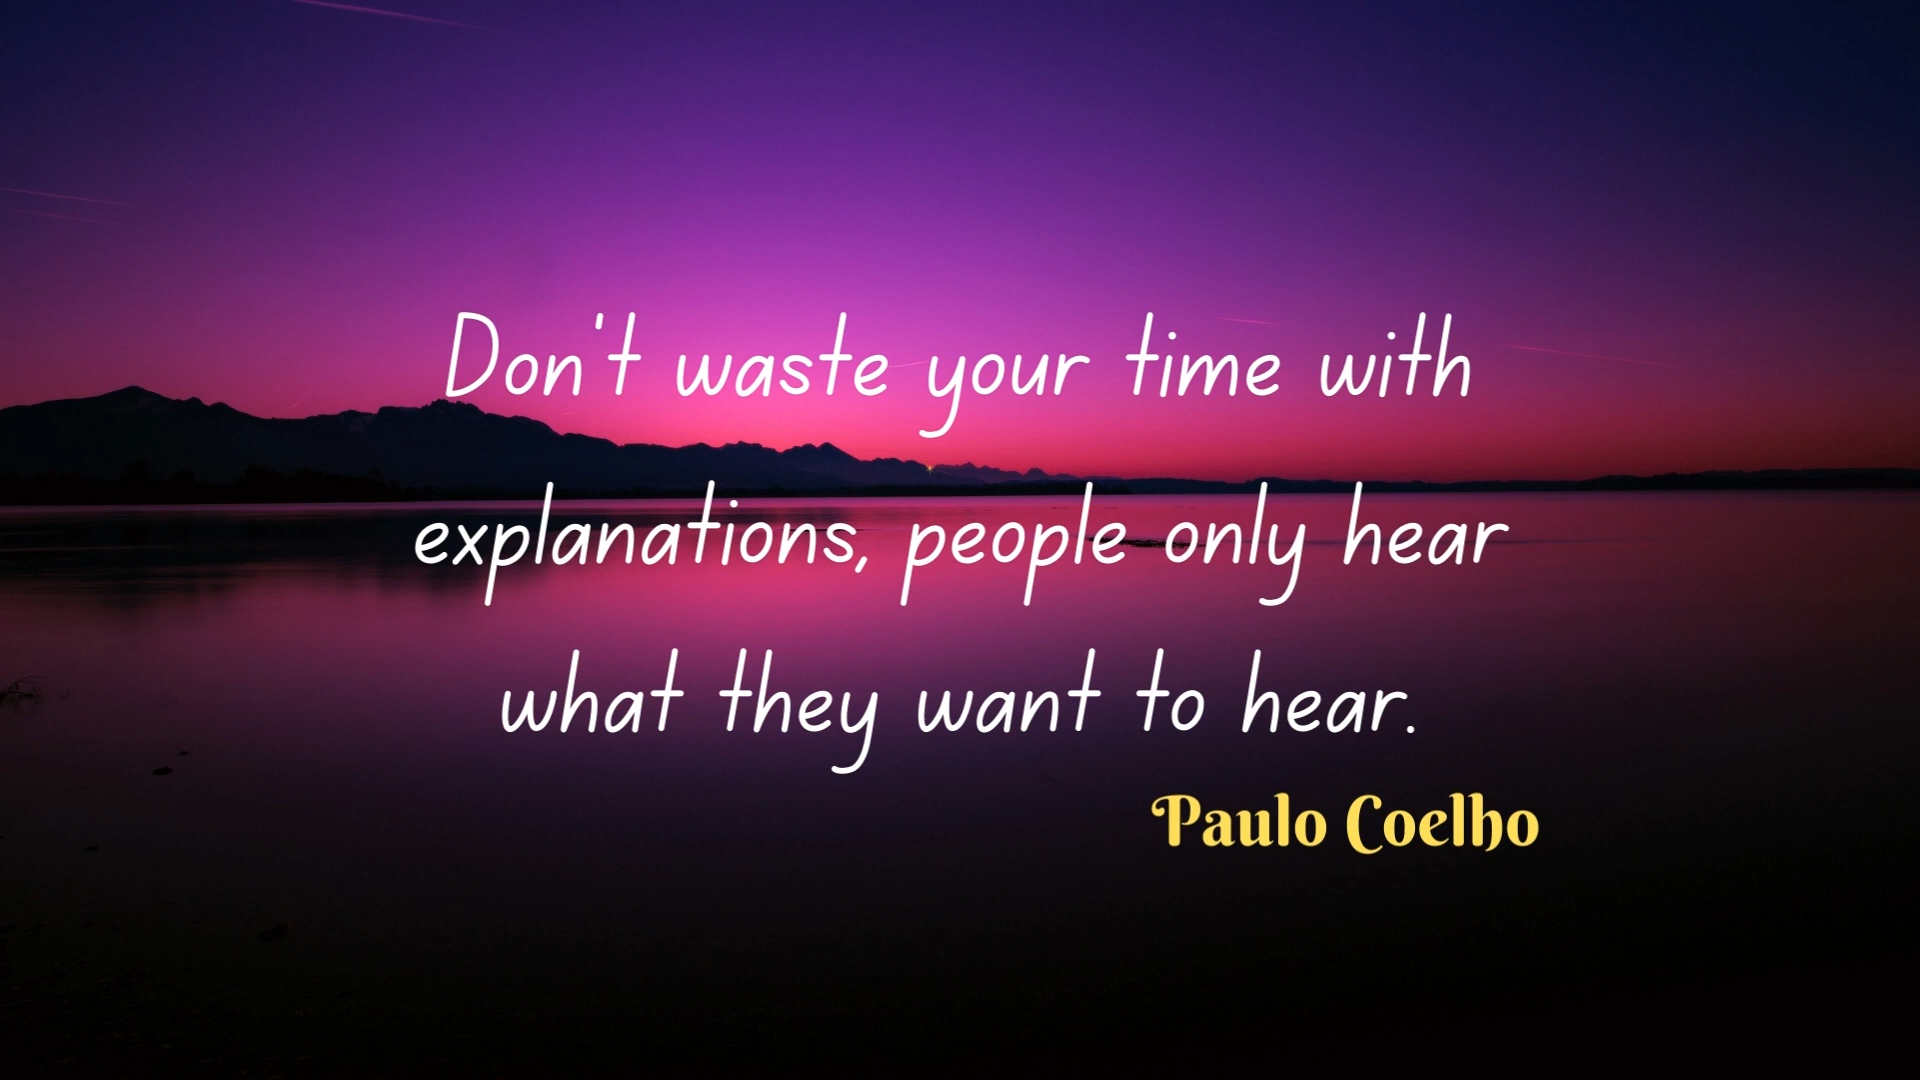 Don't waste your time with
explanations, people only hear
what they want to hear.
Paulo Coelho